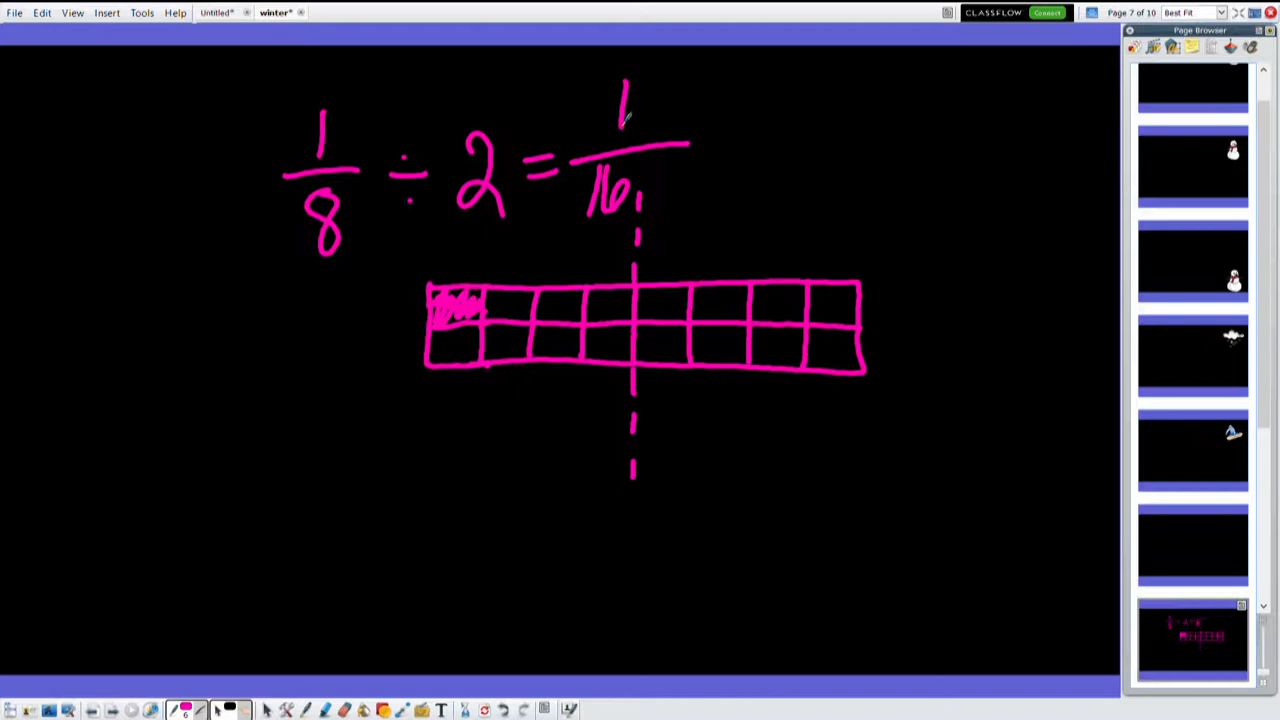 File Edit View Insert Tools Help Untitled* winter* CLASSFLOW Connect Page 7 of 10 Best Fit
Page Browser
1/8 ÷ 2 = 1/16
6 T